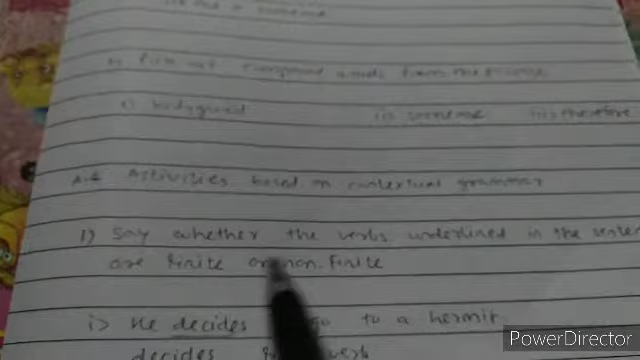 b) Pick out compound words from the passage
i) bodyguard ii) someone iii) therefore
A.4 Activities based on contextual grammar
1) Say whether the verbs underlined in the
are finite or non-finite
i) He decides go to a hermit.
decides verb
PowerDirector